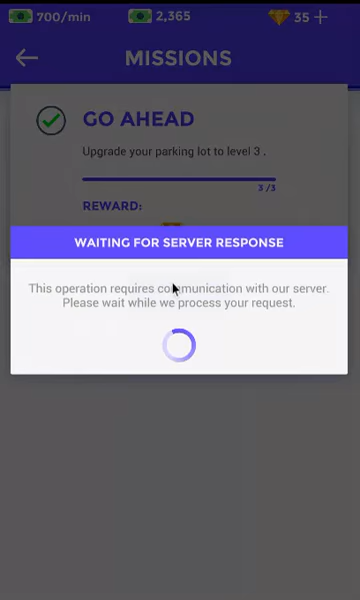 700/min
2,365
35 +
MISSIONS
GO AHEAD
Upgrade your parking lot to level 3 .
3 /3
REWARD:
WAITING FOR SERVER RESPONSE
This operation requires communication with our server.
Please wait while we process your request.